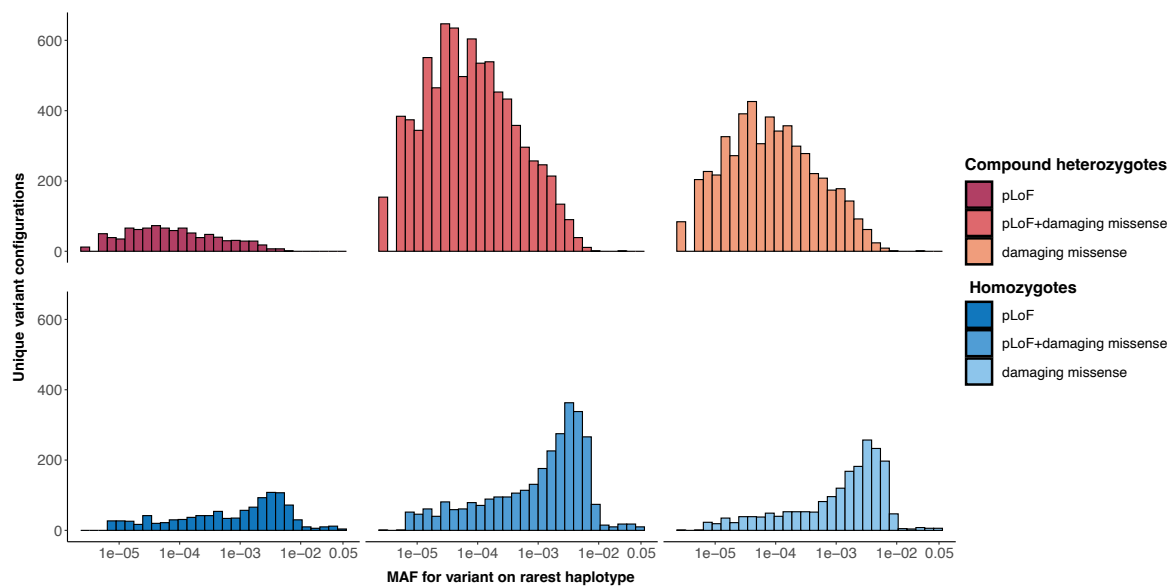 Unique variant configurations
600
400
200
0
600
400
200
0
1e−05 1e−04 1e−03 1e−02 0.05
1e−05 1e−04 1e−03 1e−02 0.05
1e−05 1e−04 1e−03 1e−02 0.05
MAF for variant on rarest haplotype
Compound heterozygotes
pLoF
pLoF+damaging missense
damaging missense
Homozygotes
pLoF
pLoF+damaging missense
damaging missense